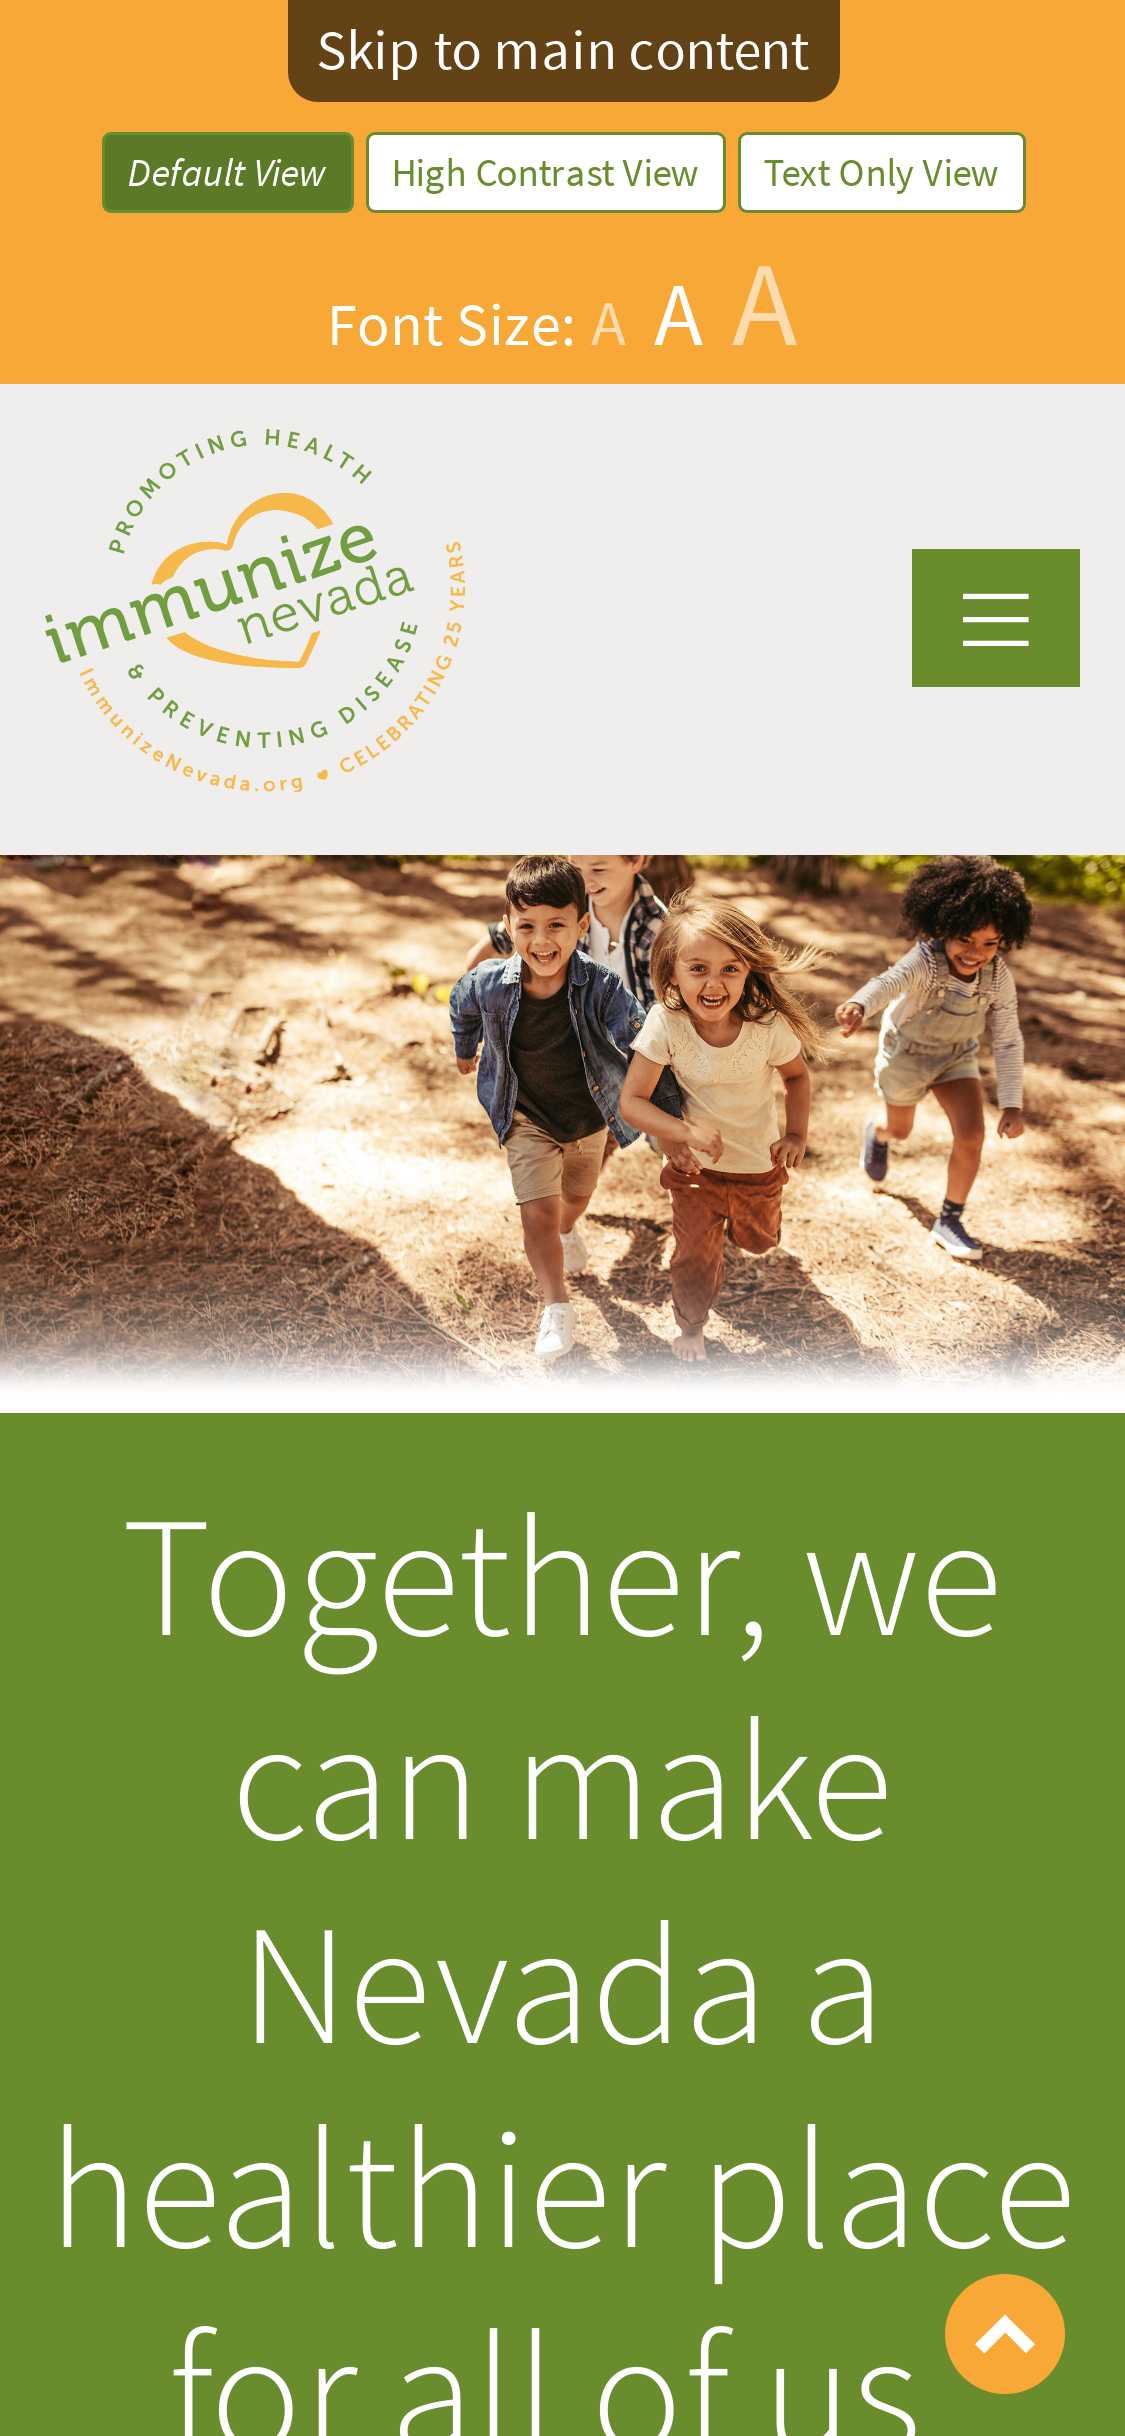 Skip to main content
Default View High Contrast View Text Only View
Font Size: A A A
PROMOTING HEALTH
immunize
nevada
& PREVENTING DISEASE
ImmunizeNevada.org ♥ CELEBRATING 25 YEARS
Together, we
can make
Nevada a
healthier place
for all of us